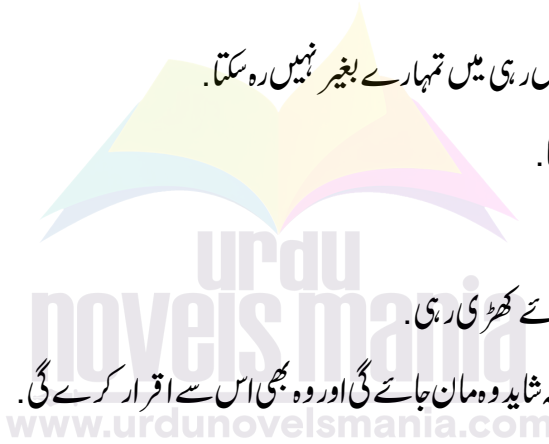 رہی میں تمہارے بغیر نہیں رہ سکتا.
ئے کھڑی رہی.
شاید وہ مان جائے گی اور وہ بھی اس سے اقرار کرے گی.
urdu
novels mania
www.urdunovelsmania.com